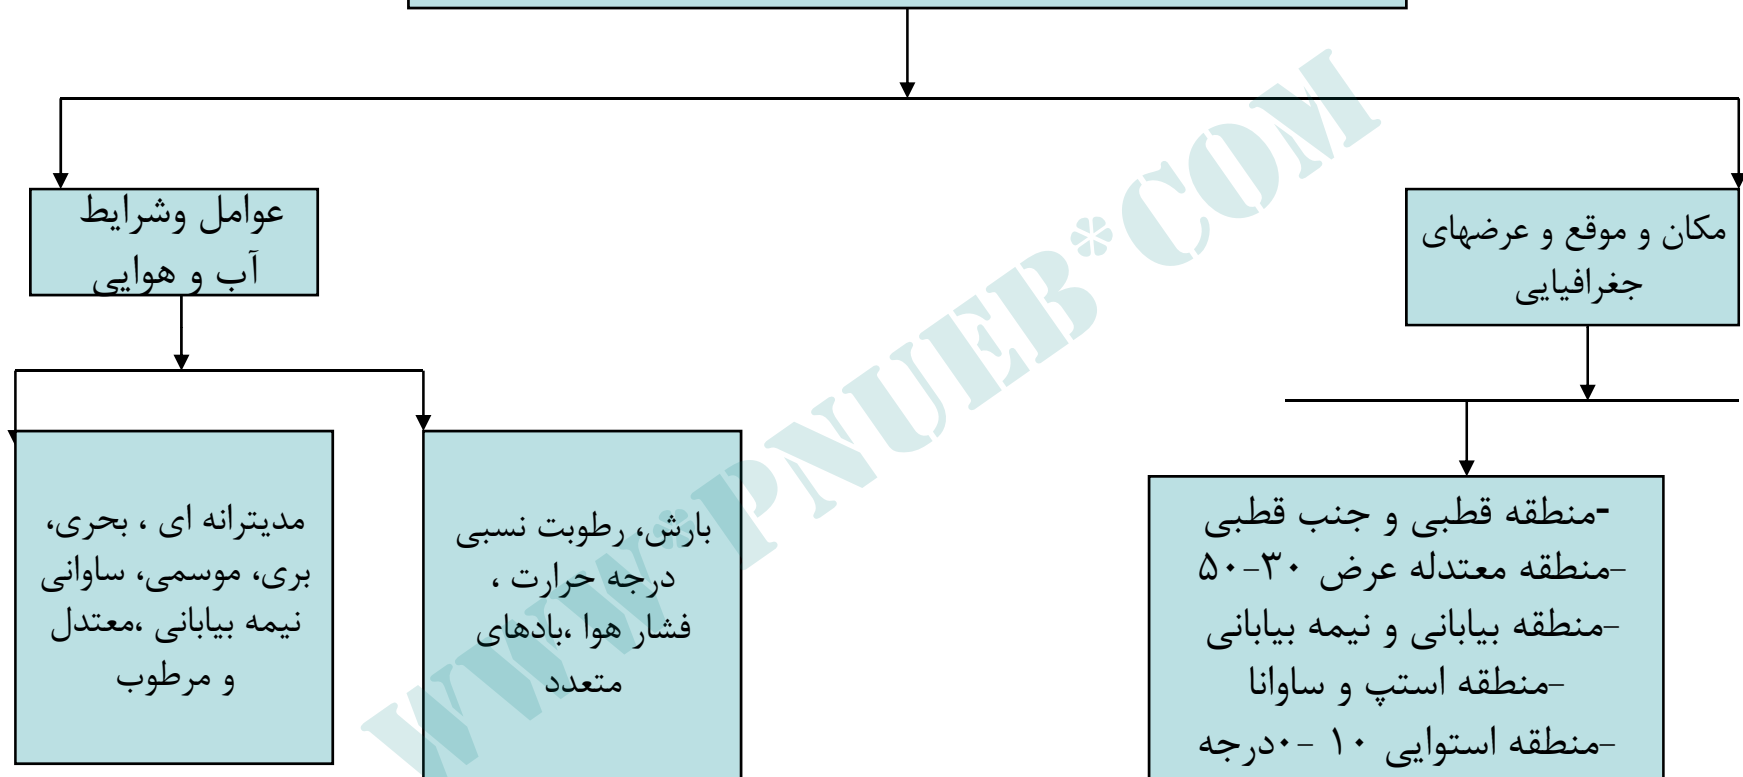 مکان و موقع و عرضهای
جغرافیایی
عوامل وشرایط
آب و هوایی
-منطقه قطبی و جنب قطبی
-منطقه معتدله عرض ۳۰-۵۰
-منطقه بیابانی و نیمه بیابانی
-منطقه استپ و ساوانا
-منطقه استوایی ۱۰ -۰درجه
بارش، رطوبت نسبی
درجه حرارت ،
فشار هوا ،بادهای
متعدد
مدیترانه ای ، بحری،
بری، موسمی، ساوانی
نیمه بیابانی ،معتدل
و مرطوب
WWW*PNUEB*COM